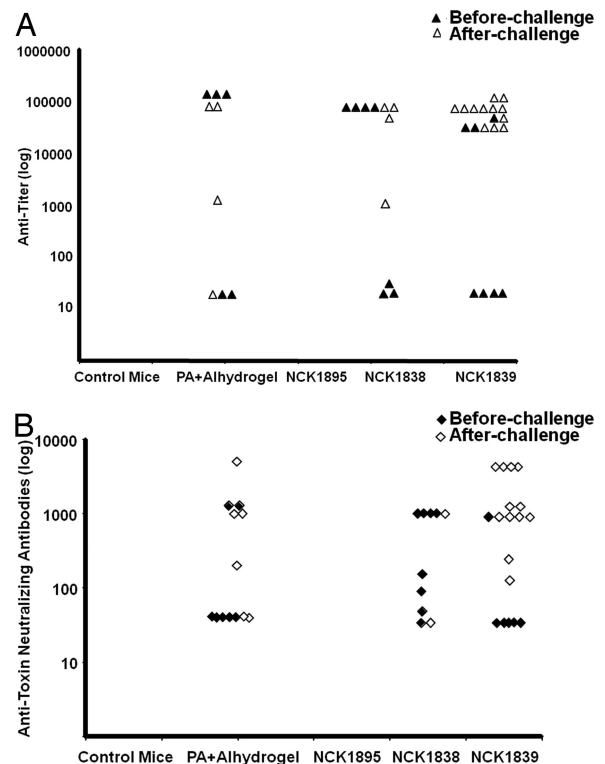 A
▲ Before-challenge
△ After-challenge
Anti-Titer (log)
1000000
100000
10000
1000
100
10
Control Mice PA+Alhydrogel NCK1895 NCK1838 NCK1839
B
◆ Before-challenge
◇ After-challenge
Anti-Toxin Neutralizing Antibodies (log)
10000
1000
100
10
Control Mice PA+Alhydrogel NCK1895 NCK1838 NCK1839